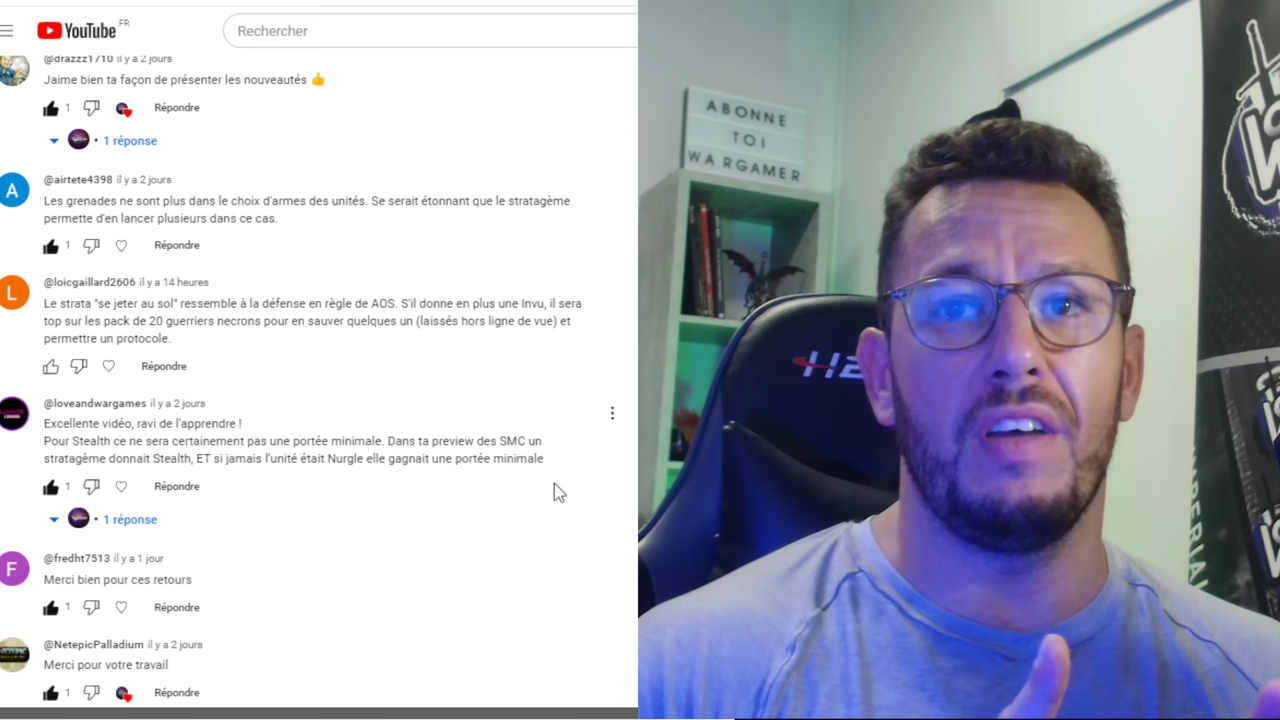 YouTube FR
Rechercher
@drazzz1710 il y a 2 jours
Jaime bien ta façon de présenter les nouveautés 👍
1
Répondre
• 1 réponse
A
@airtete4398 il y a 2 jours
Les grenades ne sont plus dans le choix d'armes des unités. Se serait étonnant que le stratagème
permette d'en lancer plusieurs dans ce cas.
1
Répondre
L
@loicgaillard2606 il y a 14 heures
Le strata "se jeter au sol" ressemble à la défense en règle de AOS. S'il donne en plus une Invu, il sera
top sur les pack de 20 guerriers necrons pour en sauver quelques un (laissés hors ligne de vue) et
permettre un protocole.
Répondre
@loveandwargames il y a 2 jours
Excellente vidéo, ravi de l'apprendre !
Pour Stealth ce ne sera certainement pas une portée minimale. Dans ta preview des SMC un
stratagème donnait Stealth, ET si jamais l'unité était Nurgle elle gagnait une portée minimale
1
Répondre
• 1 réponse
F
@fredht7513 il y a 1 jour
Merci bien pour ces retours
1
Répondre
@NetepicPalladium il y a 2 jours
Merci pour votre travail
1
Répondre
ABONNE
TOI
WARGAMER